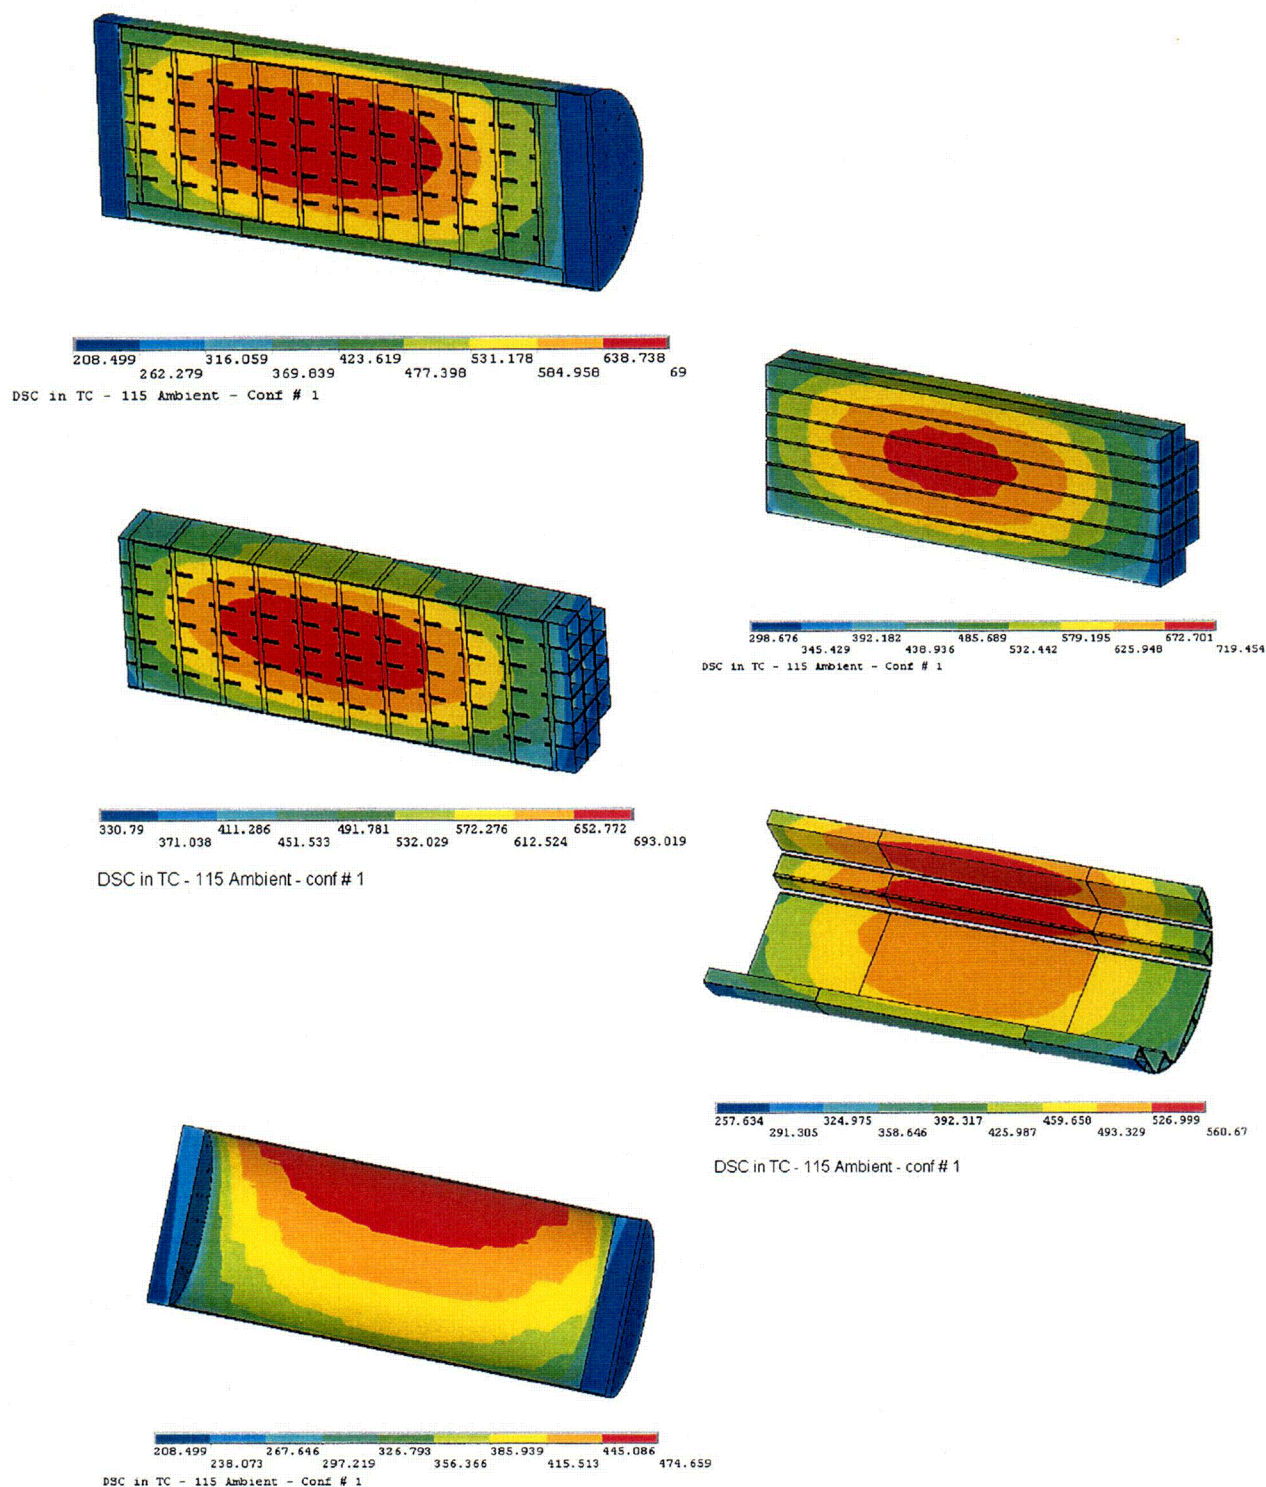 208.499 316.059 423.619 531.178 638.738
262.279 369.839 477.398 584.958 69
DSC in TC - 115 Ambient - Conf # 1
298.676 392.182 485.689 579.195 672.701
345.429 438.936 532.442 625.948 719.454
DSC in TC - 115 Ambient - Conf # 1
330.79 411.286 491.781 572.276 652.772
371.038 451.533 532.029 612.524 693.019
DSC in TC - 115 Ambient - conf # 1
257.634 324.975 392.317 459.650 526.999
291.305 358.646 425.987 493.329 560.67
DSC in TC - 115 Ambient - conf # 1
208.499 267.646 326.793 385.939 445.086
238.073 297.219 356.366 415.513 474.659
DSC in TC - 115 Ambient - Conf # 1